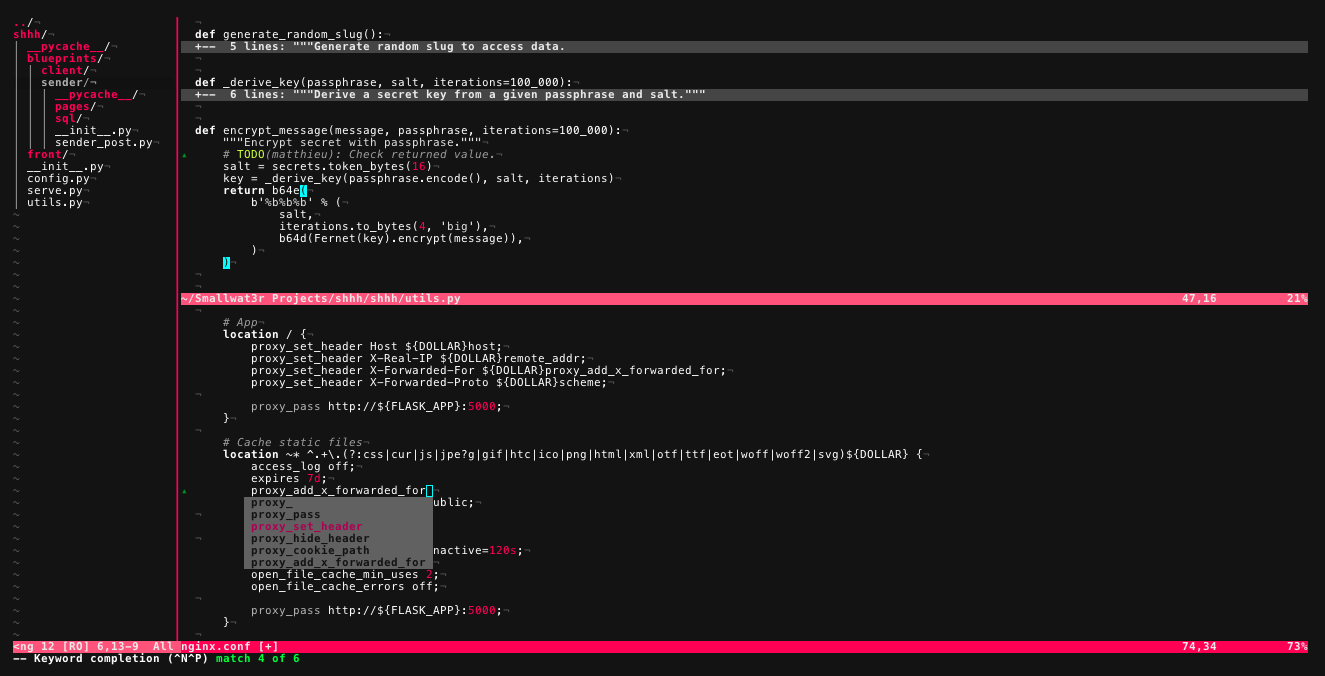 ../¬
shhh/¬
| __pycache__/¬
| blueprints/¬
| | client/¬
| | sender/¬
| | | __pycache__/¬
| | | pages/¬
| | | sql/¬
| | | __init__.py¬
| | | sender_post.py¬
| front/¬
| __init__.py¬
| config.py¬
| serve.py¬
| utils.py¬
¬
def generate_random_slug():¬
+--  5 lines: """Generate random slug to access data.
¬
¬
def _derive_key(passphrase, salt, iterations=100_000):¬
+--  6 lines: """Derive a secret key from a given passphrase and salt."""
¬
¬
def encrypt_message(message, passphrase, iterations=100_000):¬
    """Encrypt secret with passphrase."""¬
    # TODO(matthieu): Check returned value.¬
    salt = secrets.token_bytes(16)¬
    key = _derive_key(passphrase.encode(), salt, iterations)¬
    return b64e(¬
        b'%b%b%b' % (¬
            salt,¬
            iterations.to_bytes(4, 'big'),¬
            b64d(Fernet(key).encrypt(message)),¬
        )¬
    )¬
¬
¬
~/Smallwat3r Projects/shhh/shhh/utils.py 47,16 21%
¬
    # App¬
    location / {¬
        proxy_set_header Host ${DOLLAR}host;¬
        proxy_set_header X-Real-IP ${DOLLAR}remote_addr;¬
        proxy_set_header X-Forwarded-For ${DOLLAR}proxy_add_x_forwarded_for;¬
        proxy_set_header X-Forwarded-Proto ${DOLLAR}scheme;¬
¬
        proxy_pass http://${FLASK_APP}:5000;¬
    }¬
¬
    # Cache static files¬
    location ~* ^.+\.(?:css|cur|js|jpe?g|gif|htc|ico|png|html|xml|otf|ttf|eot|woff|woff2|svg)${DOLLAR} {¬
        access_log off;¬
        expires 7d;¬
        proxy_add_x_forwarded_for¬
        proxy_ ublic;¬
¬       proxy_pass
        proxy_set_header
¬       proxy_hide_header
        proxy_cookie_path nactive=120s;¬
        proxy_add_x_forwarded_for
        open_file_cache_min_uses 2;¬
        open_file_cache_errors off;¬
¬
        proxy_pass http://${FLASK_APP}:5000;¬
    }¬
¬
<ng 12 [RO] 6,13-9  All nginx.conf [+] 74,34 73%
-- Keyword completion (^N^P) match 4 of 6